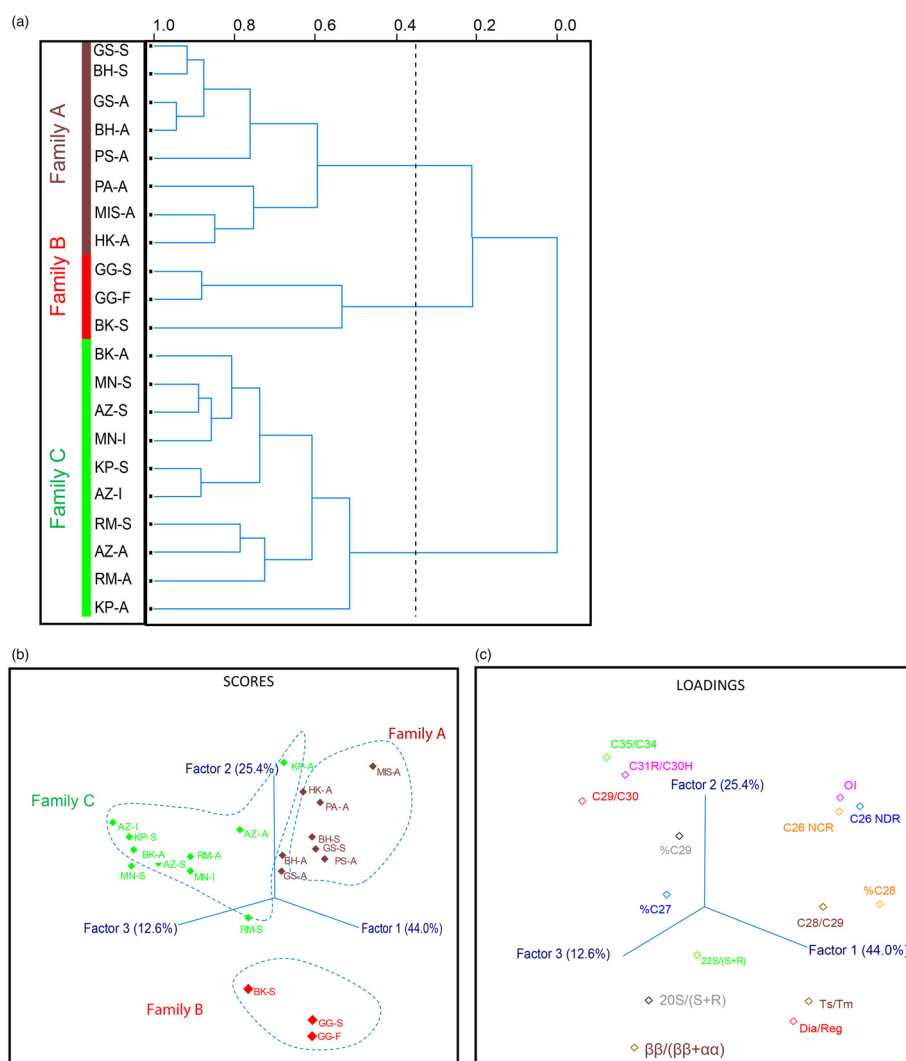 (a)
1.0 0.8 0.6 0.4 0.2 0.0
Family A
Family B
Family C
GS-S
BH-S
GS-A
BH-A
PS-A
PA-A
MIS-A
HK-A
GG-S
GG-F
BK-S
BK-A
MN-S
AZ-S
MN-I
KP-S
AZ-I
RM-S
AZ-A
RM-A
KP-A
(b)
SCORES
Family A
Factor 2 (25.4%)
KP-A
MIS-A
HK-A
PA-A
Family C
AZ-I
KP-S
AZ-A
BH-S
GS-S
BK-A
RM-A
BH-A
PS-A
MN-S
AZ-S
MN-I
GS-A
RM-S
Factor 3 (12.6%)
Factor 1 (44.0%)
BK-S
Family B
GG-S
GG-F
(c)
LOADINGS
C35/C34
C31R/C30H
C29/C30
Factor 2 (25.4%)
OI
C26 NDR
C26 NCR
%C29
%C27
%C28
C28/C29
Factor 3 (12.6%)
Factor 1 (44.0%)
22S/(S+R)
20S/(S+R)
Ts/Tm
Dia/Reg
ββ/(ββ+αα)